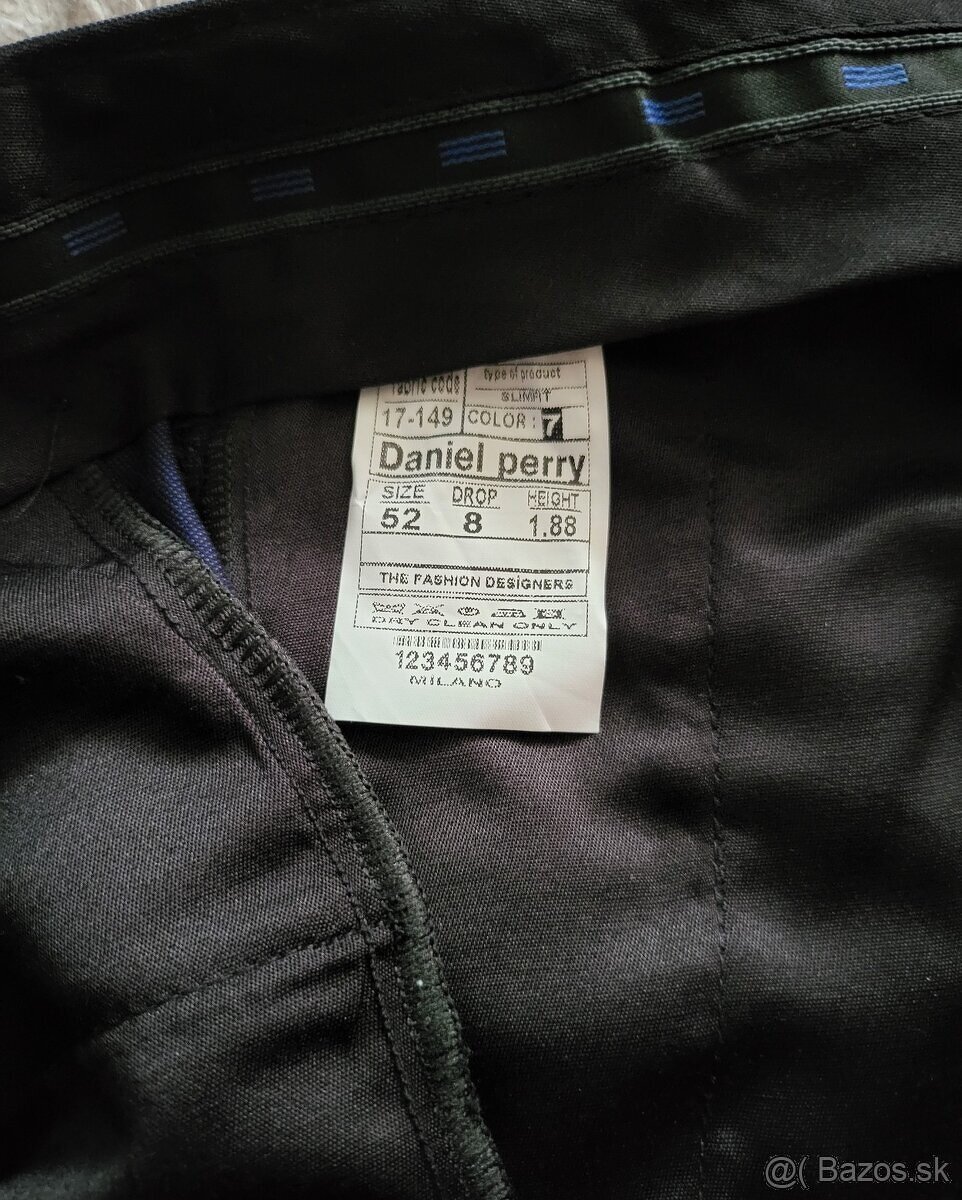 fabric code type of product
SLIMFIT
17-149 COLOR: 7
Daniel perry
SIZE DROP HEIGHT
52 8 1.88
THE FASHION DESIGNERS
DRY CLEAN ONLY
123456789
MILANO
@( Bazos.sk